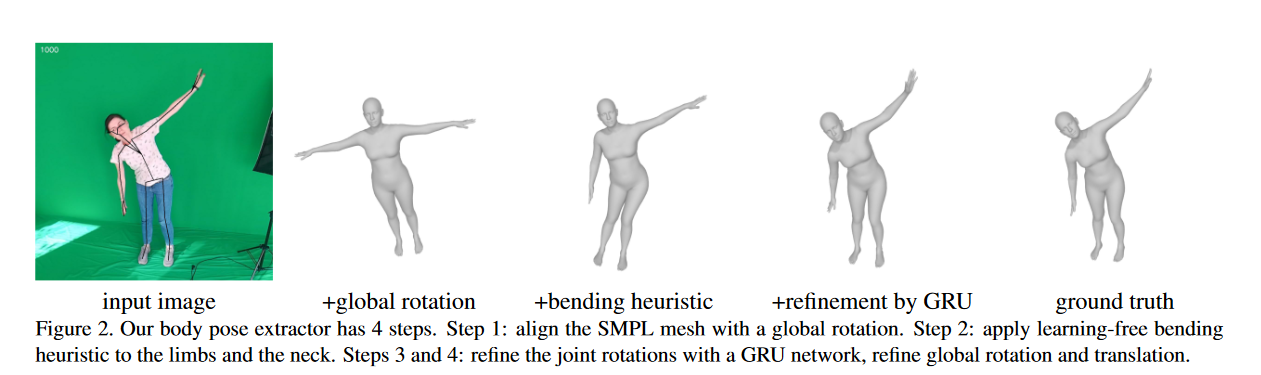 1000
input image
+global rotation
+bending heuristic
+refinement by GRU
ground truth
Figure 2. Our body pose extractor has 4 steps. Step 1: align the SMPL mesh with a global rotation. Step 2: apply learning-free bending
heuristic to the limbs and the neck. Steps 3 and 4: refine the joint rotations with a GRU network, refine global rotation and translation.